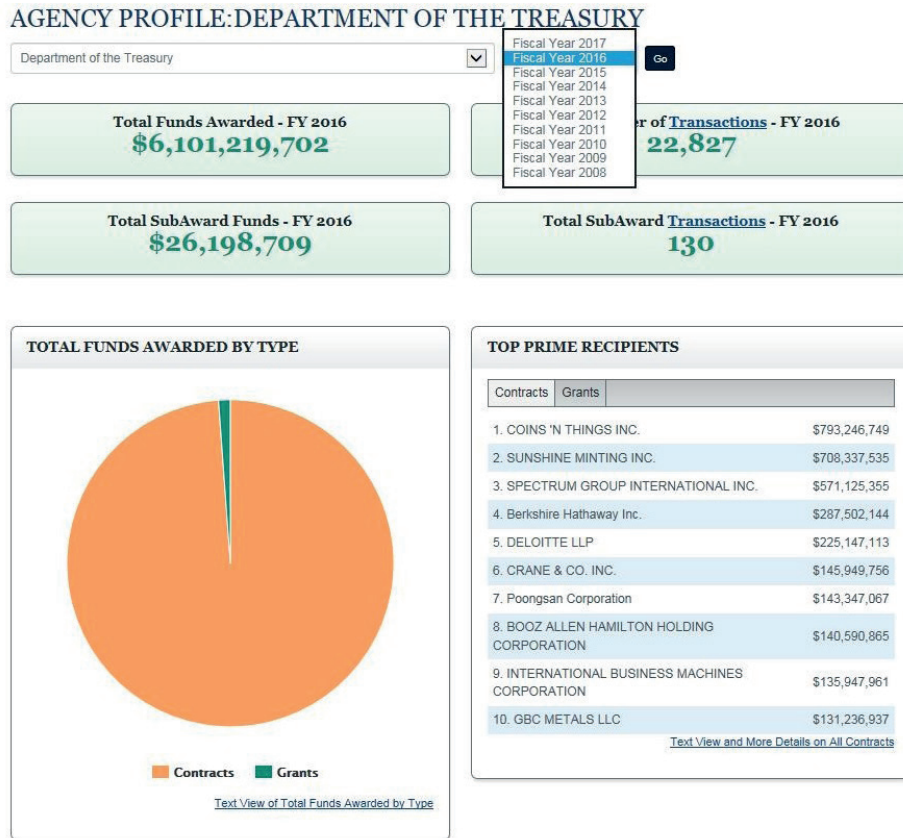 AGENCY PROFILE:DEPARTMENT OF THE TREASURY
Department of the Treasury
Fiscal Year 2017
Fiscal Year 2016
Fiscal Year 2015
Fiscal Year 2014
Fiscal Year 2013
Fiscal Year 2012
Fiscal Year 2011
Fiscal Year 2010
Fiscal Year 2009
Fiscal Year 2008
Go
Total Funds Awarded - FY 2016
$6,101,219,702
of Transactions - FY 2016
22,827
Total SubAward Funds - FY 2016
$26,198,709
Total SubAward Transactions - FY 2016
130
TOTAL FUNDS AWARDED BY TYPE
Contracts Grants
Text View of Total Funds Awarded by Type
TOP PRIME RECIPIENTS
Contracts Grants
1. COINS 'N THINGS INC. $793,246,749
2. SUNSHINE MINTING INC. $708,337,535
3. SPECTRUM GROUP INTERNATIONAL INC. $571,125,355
4. Berkshire Hathaway Inc. $287,502,144
5. DELOITTE LLP $225,147,113
6. CRANE & CO. INC. $145,949,756
7. Poongsan Corporation $143,347,067
8. BOOZ ALLEN HAMILTON HOLDING
CORPORATION $140,590,865
9. INTERNATIONAL BUSINESS MACHINES
CORPORATION $135,947,961
10. GBC METALS LLC $131,236,937
Text View and More Details on All Contracts